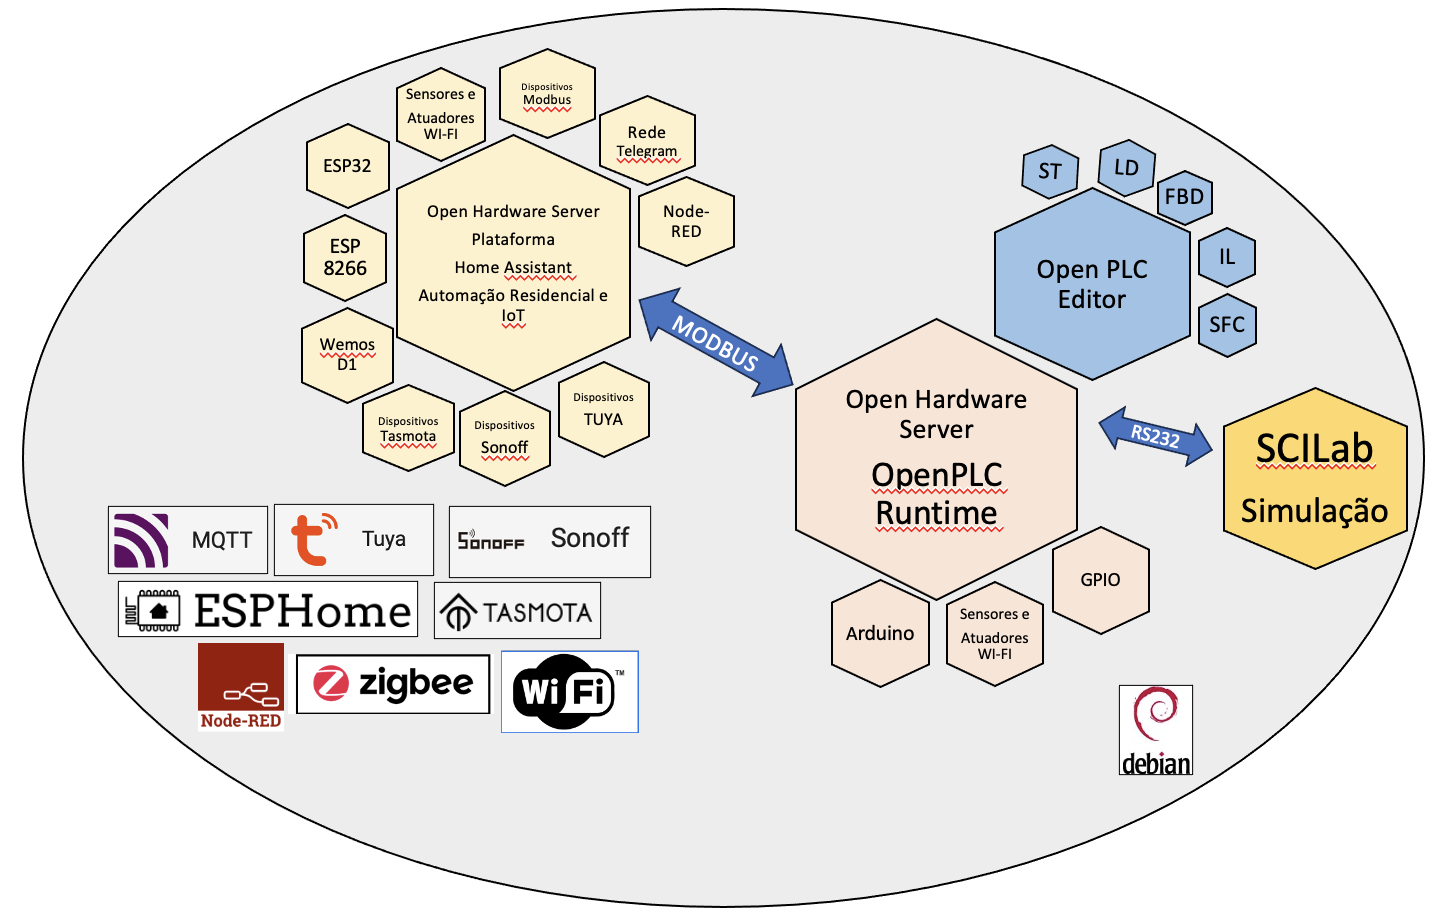 Sensores e
Atuadores
WI-FI
Dispositivos
Modbus
Rede
Telegram
Node-
RED
ESP32
ESP
8266
Wemos
D1
Dispositivos
Tasmota
Dispositivos
Sonoff
Dispositivos
TUYA
Open Hardware Server
Plataforma
Home Assistant
Automação Residencial e
IoT
MODBUS
ST
LD
FBD
IL
SFC
Open PLC
Editor
Open Hardware
Server
OpenPLC
Runtime
RS232
SCILab
Simulação
GPIO
Arduino
Sensores e
Atuadores
WI-FI
MQTT
t Tuya
SONOFF Sonoff
ESPHome
TASMOTA
Node-RED
zigbee
Wi Fi TM
debian